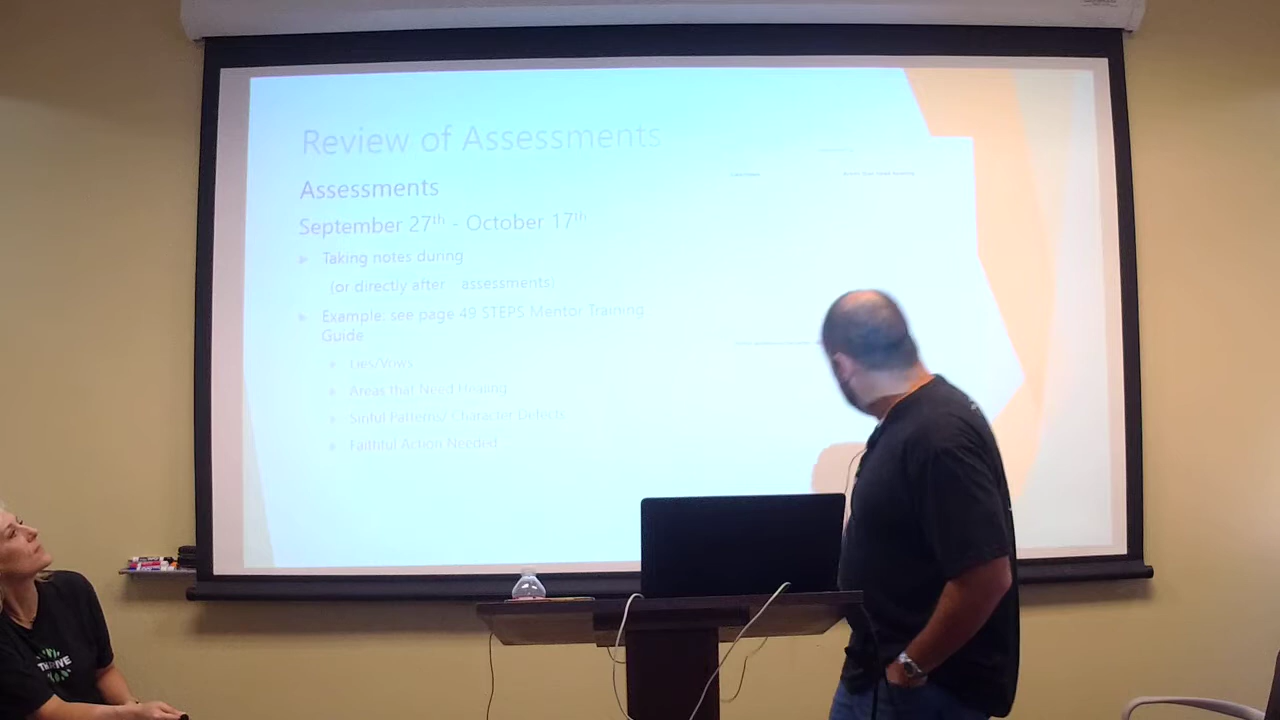 Review of Assessments
Assessments
September 27th - October 17th
Taking notes during
(or directly after assessments)
Example: see page 49 STEPS Mentor Training
Guide
Lies/Vows
Areas that Need Healing
Sinful Patterns/ Character Defects
Faithful Action Needed
THRIVE